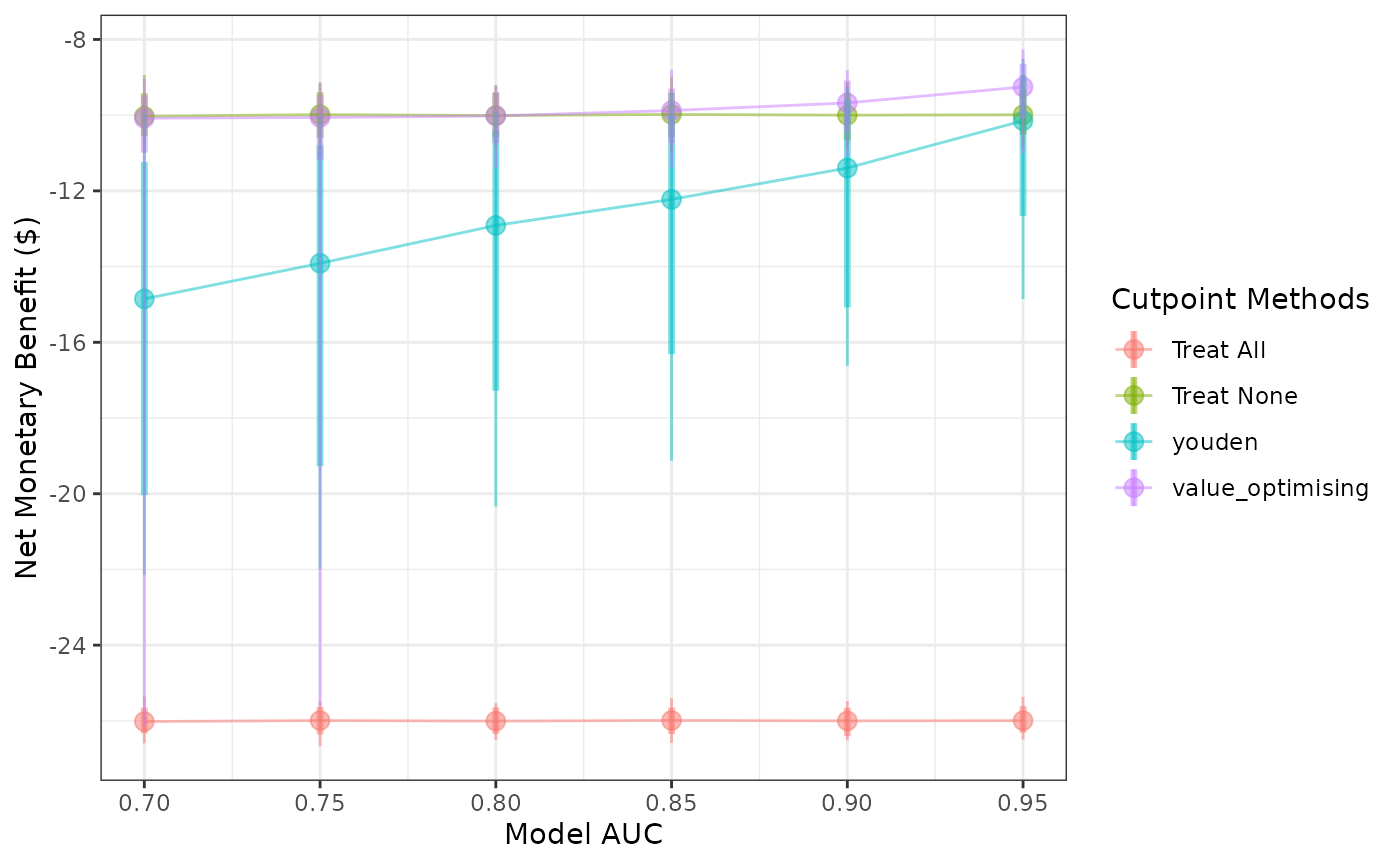 Net Monetary Benefit ($)
-8
-12
-16
-20
-24
0.70 0.75 0.80 0.85 0.90 0.95
Model AUC
Cutpoint Methods
Treat All
Treat None
youden
value_optimising